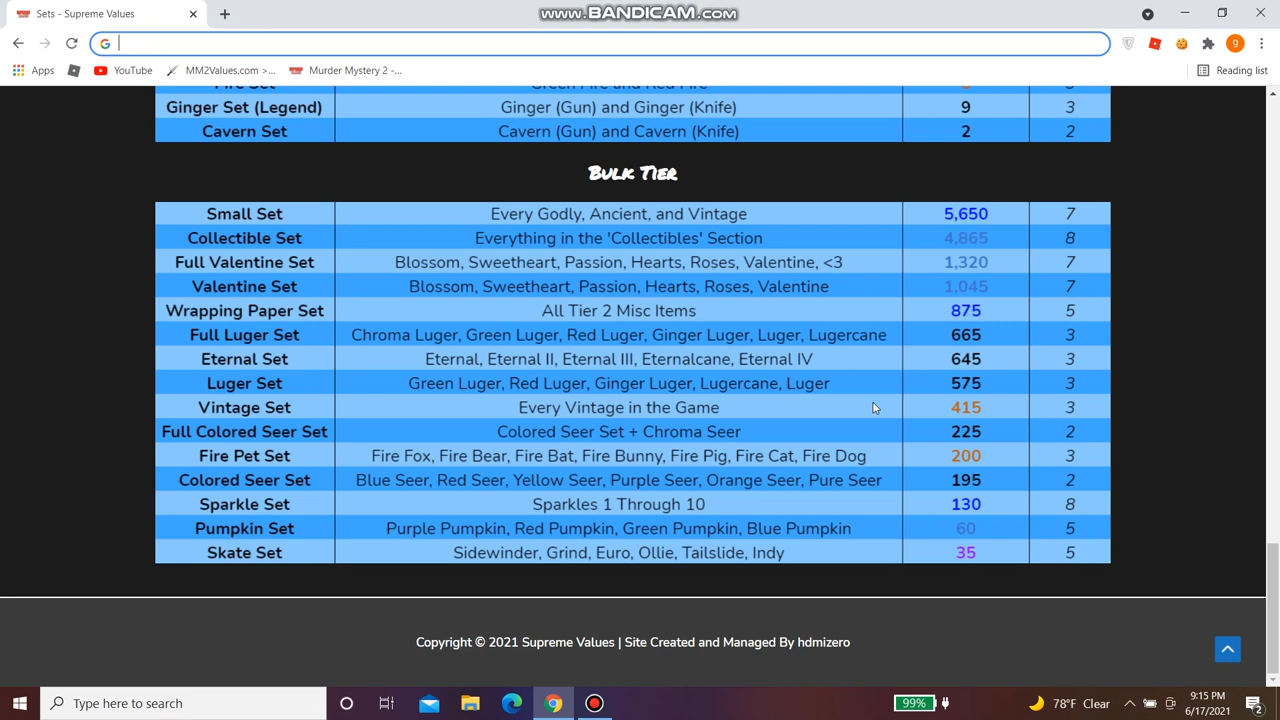 Sets - Supreme Values
www.BANDICAM.com
Apps
YouTube
MM2Values.com >...
Murder Mystery 2 -...
9
Reading list
Fire Set Green Fire and Red Fire
Ginger Set (Legend) Ginger (Gun) and Ginger (Knife) 9 3
Cavern Set Cavern (Gun) and Cavern (Knife) 2 2
Bulk Tier
Small Set Every Godly, Ancient, and Vintage 5,650 7
Collectible Set Everything in the 'Collectibles' Section 4,865 8
Full Valentine Set Blossom, Sweetheart, Passion, Hearts, Roses, Valentine, <3 1,320 7
Valentine Set Blossom, Sweetheart, Passion, Hearts, Roses, Valentine 1,045 7
Wrapping Paper Set All Tier 2 Misc Items 875 5
Full Luger Set Chroma Luger, Green Luger, Red Luger, Ginger Luger, Luger, Lugercane 665 3
Eternal Set Eternal, Eternal II, Eternal III, Eternalcane, Eternal IV 645 3
Luger Set Green Luger, Red Luger, Ginger Luger, Lugercane, Luger 575 3
Vintage Set Every Vintage in the Game 415 3
Full Colored Seer Set Colored Seer Set + Chroma Seer 225 2
Fire Pet Set Fire Fox, Fire Bear, Fire Bat, Fire Bunny, Fire Pig, Fire Cat, Fire Dog 200 3
Colored Seer Set Blue Seer, Red Seer, Yellow Seer, Purple Seer, Orange Seer, Pure Seer 195 2
Sparkle Set Sparkles 1 Through 10 130 8
Pumpkin Set Purple Pumpkin, Red Pumpkin, Green Pumpkin, Blue Pumpkin 60 5
Skate Set Sidewinder, Grind, Euro, Ollie, Tailslide, Indy 35 5
Copyright © 2021 Supreme Values | Site Created and Managed By hdmizero
Type here to search
99%
78°F Clear
9:15 PM
6/17/2021
2